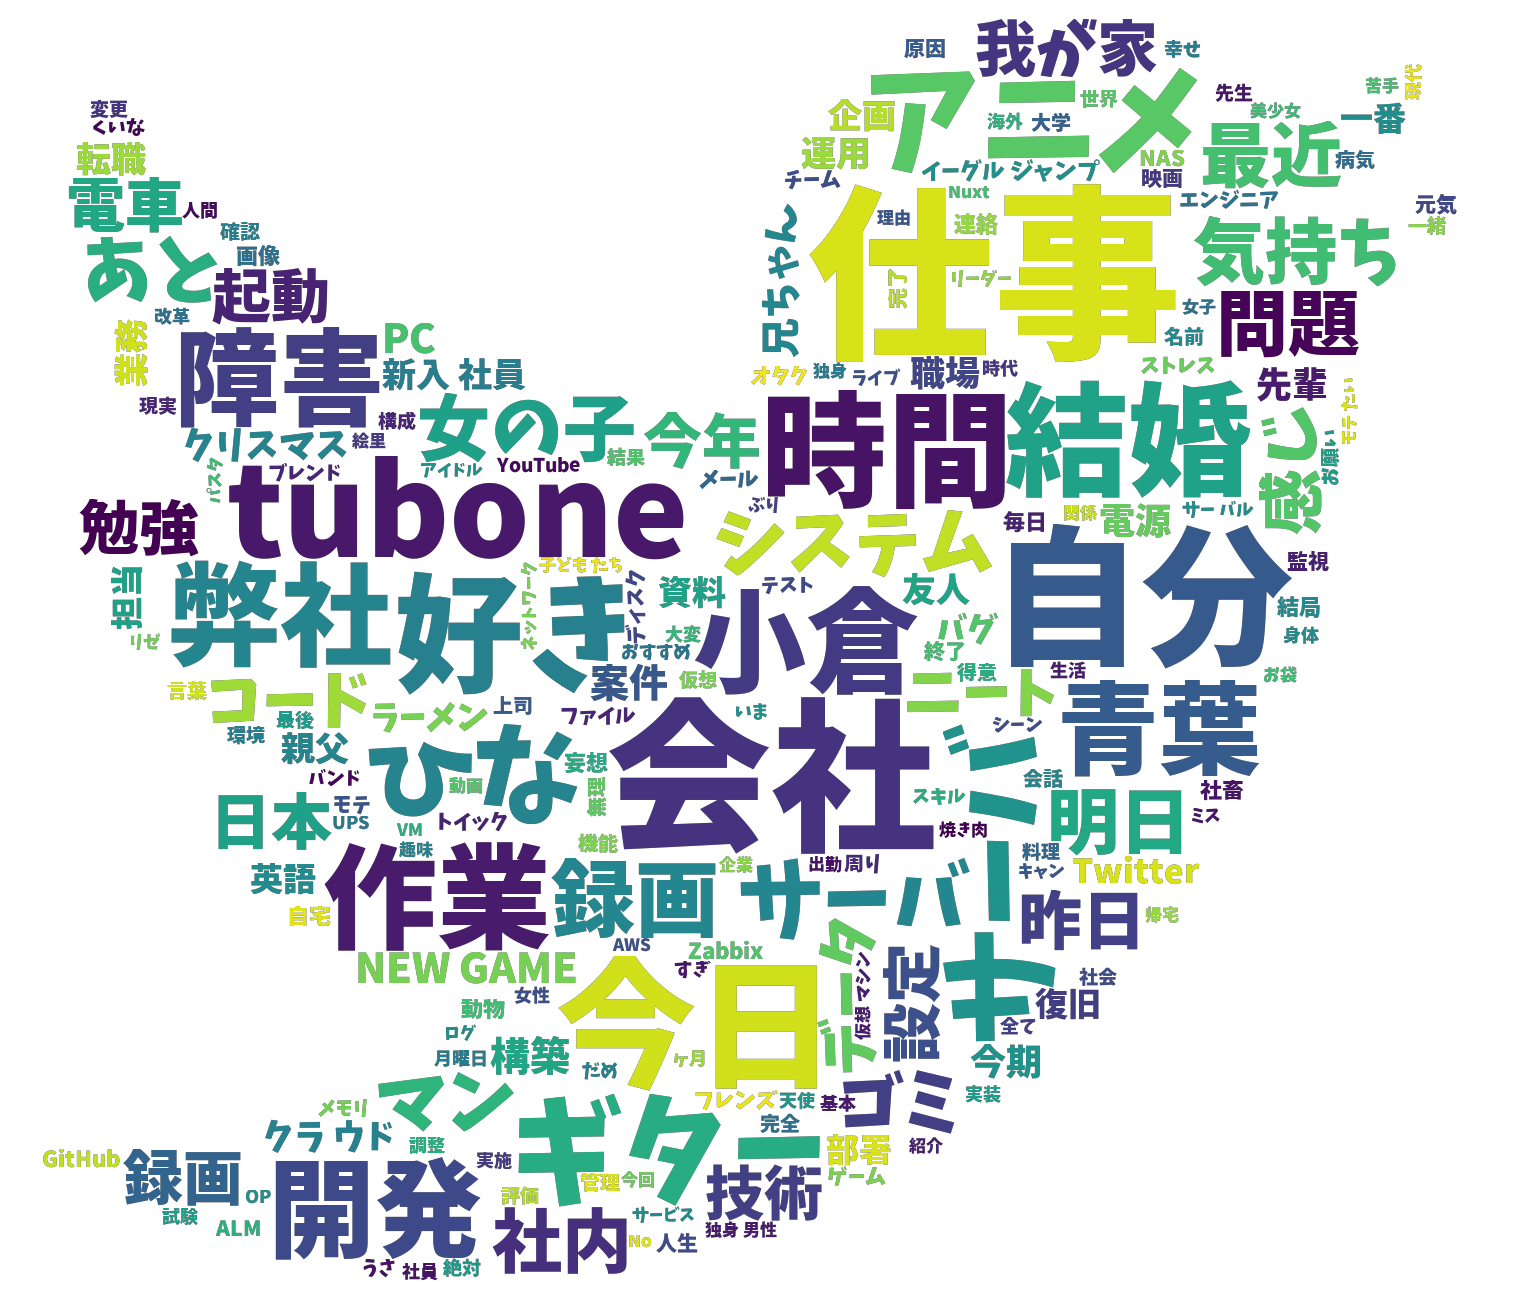 我が家
原因
幸せ
アニメ
世界
企画
海外
大学
先生
美少女
苦手
現代
一番
運用
最近
病気
NAS
映画
イーグル ジャンプ
チーム
Nuxt
エンジニア
元気
一緒
変更
くいな
転職
電車
人間
あと
確認
画像
起動
改革
業務
仕事
理由
連絡
完了
リーダー
兄ちゃん
気持ち
女子
名前
問題
障害
PC
新入 社員
現実
構成
絵里
クリスマス
オタク
独身
ライブ
職場
時代
ストレス
先輩
モテたい
女の子
今年
結果
アイドル
YouTube
ブレンド
パスタ
時間
結婚
感じ
お願い
メール
ぶり
勉強
tubone
システム
毎日
関係
電源
サー バル
監視
子どもたち
担当
弊社
好き
ネットワーク
ディスク
資料
テスト
友人
自分
結局
身体
リゼ
大変
おすすめ
小倉
バグ
終了
得意
生活
お袋
言葉
コード
最後
環境
ラーメン
上司
案件
仮想
ファイル
いま
ニート
シーン
青葉
親父
バンド
ひな
動画
妄想
無理
会社
ジニー
会話
社畜
スキル
焼き肉
ミス
日本
モテ
UPS
VM
トイック
趣味
機能
明日
英語
自宅
作業
録画
企業
出勤
周り
サーバー
料理
キャン
Twitter
昨日
帰宅
NEW GAME
AWS
Zabbix
すぎ
データ
仮想 マシン
設定
キ
社会
復旧
全て
動物
女性
今日
ログ
月曜日
構築
だめ
ヶ月
今期
実装
マン
メモリ
クラウド
調整
ギター
フレンズ
天使
基本
ゴミ
完全
部署
紹介
ゲーム
GitHub
録画
OP
試験
ALM
開発
実施
評価
管理
今回
技術
社内
サービス
独身 男性
No
人生
うさ
社員
絶対